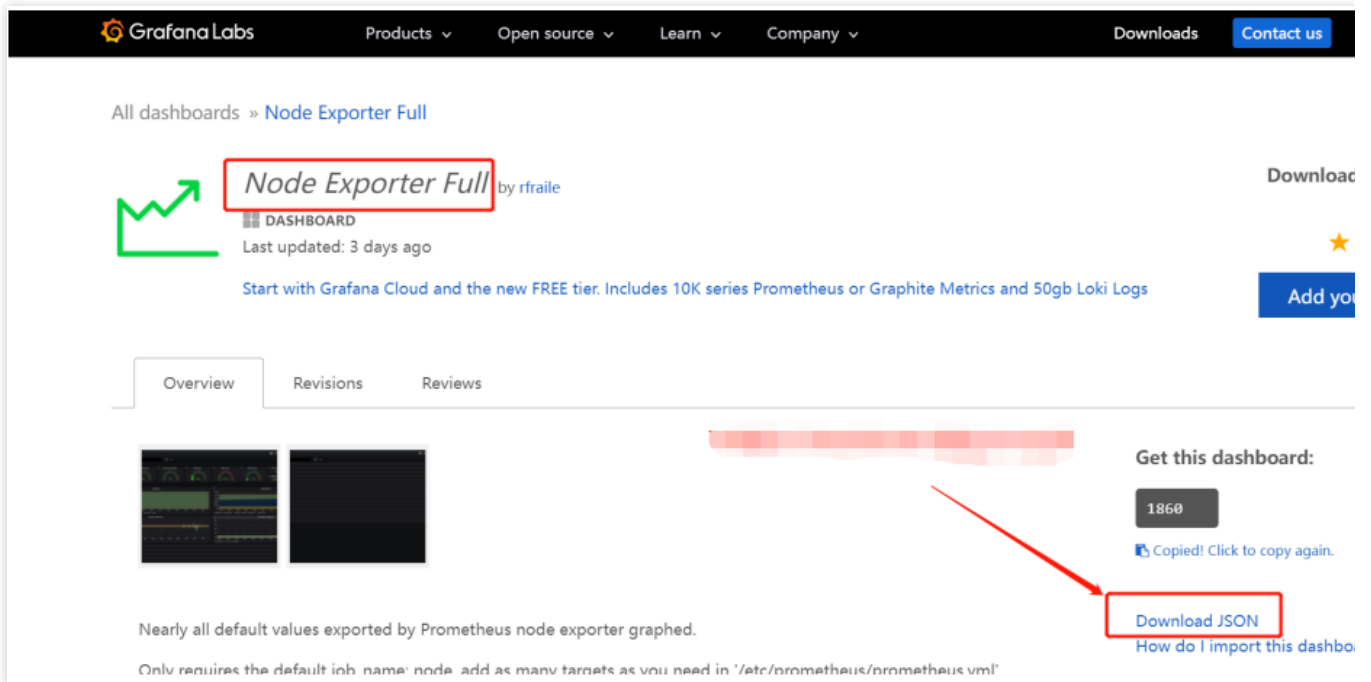 Grafana Labs
Products
Open source
Learn
Company
Downloads
Contact us
All dashboards » Node Exporter Full
Node Exporter Full by rfraile
DASHBOARD
Last updated: 3 days ago
Start with Grafana Cloud and the new FREE tier. Includes 10K series Prometheus or Graphite Metrics and 50gb Loki Logs
Download
Add you
Overview
Revisions
Reviews
Get this dashboard:
1860
Copied! Click to copy again.
Download JSON
How do I import this dashboa
Nearly all default values exported by Prometheus node exporter graphed.
Only requires the default job_name: node, add as many targets as you need in '/etc/prometheus/prometheus.yml'